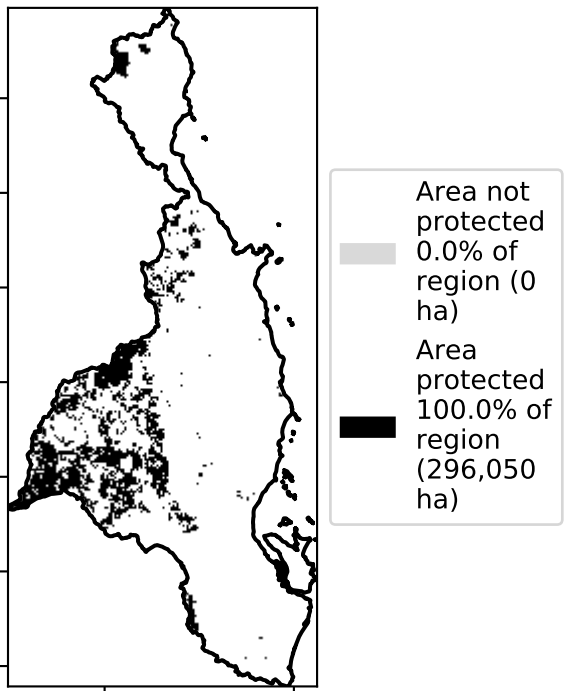 Area not
protected
0.0% of
region (0
ha)
Area
protected
100.0% of
region
(296,050
ha)